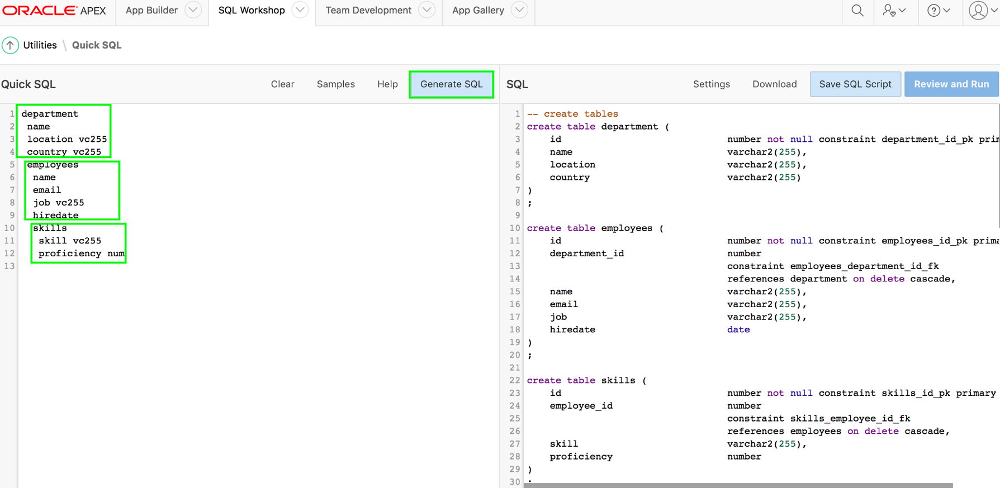 ORACLE APEX App Builder SQL Workshop Team Development App Gallery
Utilities \ Quick SQL
Quick SQL Clear Samples Help Generate SQL
1 department
2 name
3 location vc255
4 country vc255
5 employees
6 name
7 email
8 job vc255
9 hiredate
10 skills
11 skill vc255
12 proficiency num
13
SQL Settings Download Save SQL Script Review and Run
1 -- create tables
2 create table department (
3 id number not null constraint department_id_pk prim
4 name varchar2(255),
5 location varchar2(255),
6 country varchar2(255)
7 )
8 ;
9
10 create table employees (
11 id number not null constraint employees_id_pk prima
12 department_id number
13 constraint employees_department_id_fk
14 references department on delete cascade,
15 name varchar2(255),
16 email varchar2(255),
17 job varchar2(255),
18 hiredate date
19 )
20 ;
21
22 create table skills (
23 id number not null constraint skills_id_pk primary
24 employee_id number
25 constraint skills_employee_id_fk
26 references employees on delete cascade,
27 skill varchar2(255),
28 proficiency number
29 )
30 ;